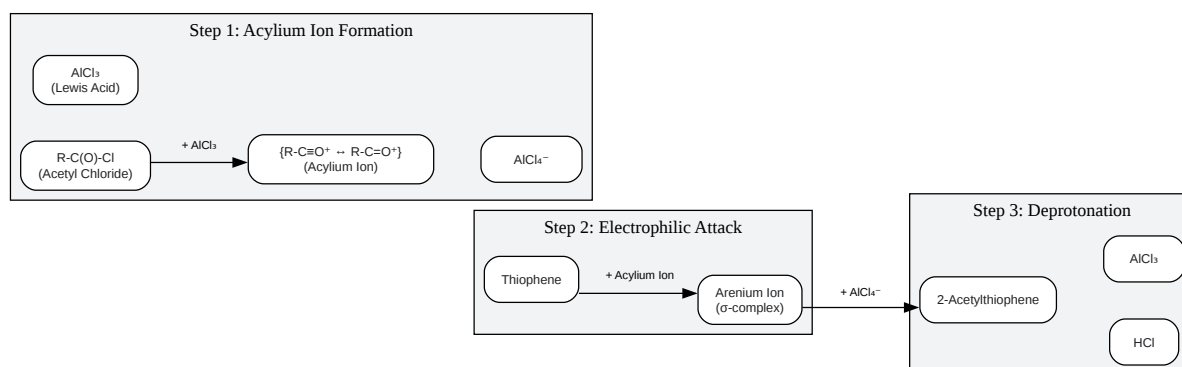 Step 1: Acylium Ion Formation
AlCl₃
(Lewis Acid)
R-C(O)-Cl
(Acetyl Chloride)
+ AlCl₃
{R-C≡O⁺ ↔ R-C=O⁺}
(Acylium Ion)
AlCl₄⁻
Step 2: Electrophilic Attack
Thiophene
+ Acylium Ion
Arenium Ion
(σ-complex)
+ AlCl₄⁻
Step 3: Deprotonation
2-Acetylthiophene
AlCl₃
HCl